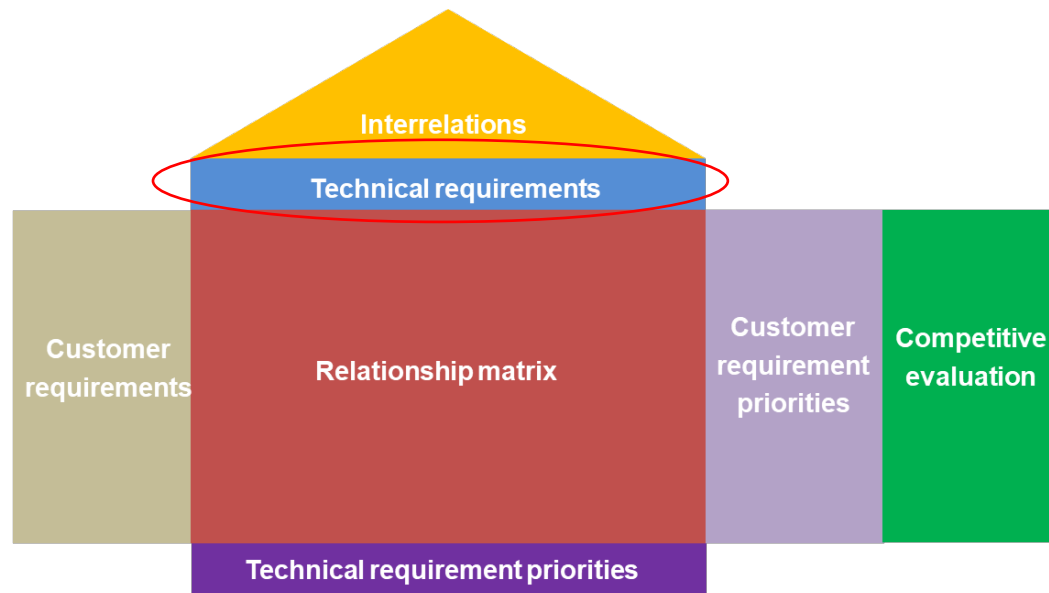 Interrelations
Technical requirements
Customer
requirements
Relationship matrix
Customer
requirement
priorities
Competitive
evaluation
Technical requirement priorities